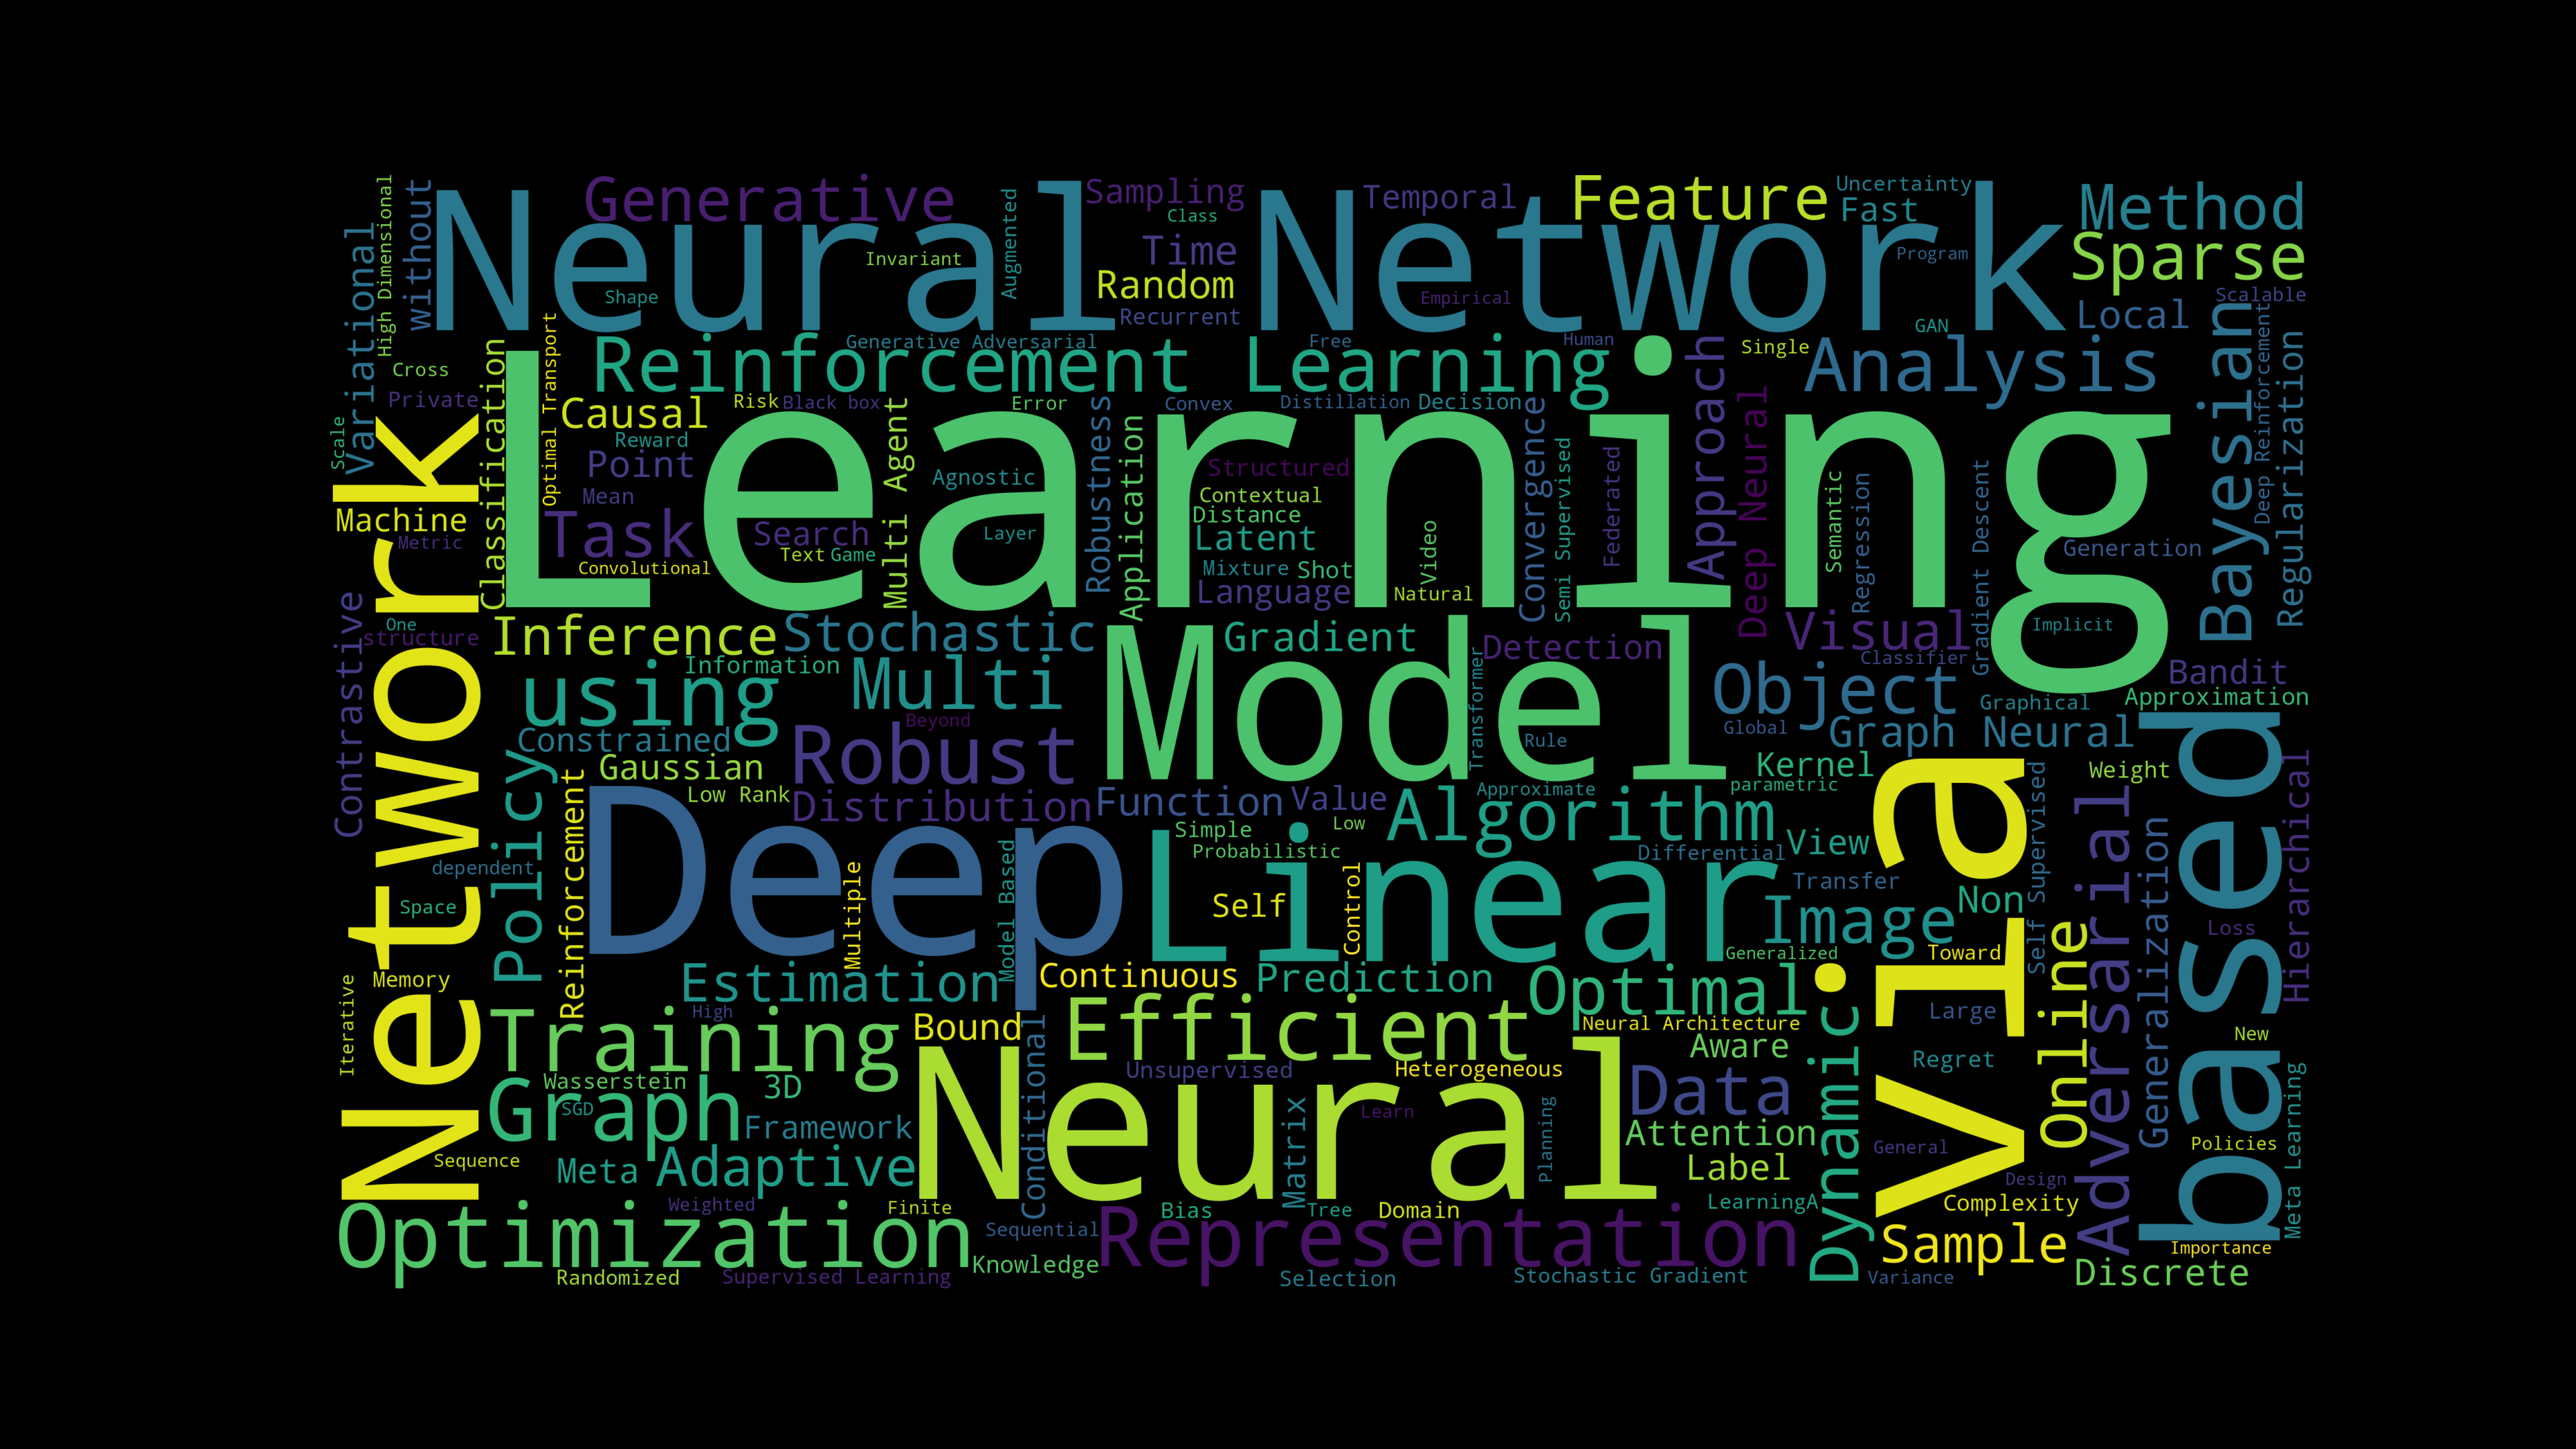 Generative
Sampling
Class
Temporal
Feature
Uncertainty
Fast
Method
Sparse
High Dimensional
Variational
without
Neural Network
Augmented
Invariant
Shape
Time
Random
Recurrent
Empirical
Program
GAN
Local
Scalable
Generative Adversarial
Free
Human
Reinforcement Learning
Single
Analysis
Cross
Private
Scale
Classification
Optimal Transport
Causal
Risk
Black box
Error
Convex
Distillation
Decision
Approach
Deep Neural
Bayesian
Deep Reinforcement
Regularization
Learning
Reward
Point
Mean
Multi Agent
Agnostic
Robustness
Application
Structured
Contextual
Distance
Latent
Mixture
Shot
Language
Video
Natural
Convergence
Semi Supervised
Federated
Semantic
Regression
Gradient Descent
Generation
Machine
Metric
Network
Task
Search
Text
Game
Layer
Convolutional
Contrastive
One
structure
Inference
Stochastic
Gradient
Detection
Visual
Implicit
Classifier
Information
using
Multi
Model
Transformer
Object
Graphical
Bandit
Approximation
Beyond
Constrained
Robust
Rule
Global
Graph Neural
Gaussian
Kernel
parametric
Weight
based
Hierarchical
Low Rank
Distribution
Function
Value
Approximate
Algorithm
Policy
Reinforcement
Deep
Simple
Low
Probabilistic
Linear
Differential
View
via
Self Supervised
Adversarial
Generalization
dependent
Multiple
Model Based
Self
Control
Transfer
Image
Non
Space
Loss
Generalized
Toward
Online
Memory
Iterative
Estimation
Continuous
Prediction
Optimal
Dynamic
Large
High
Training
Bound
Efficient
Neural Architecture
Aware
Regret
New
Conditional
Unsupervised
Heterogeneous
Wasserstein
3D
SGD
Graph
Framework
Neural
Learn
Matrix
Planning
Data
Attention
General
Policies
Meta Learning
Sequence
Meta
Adaptive
Label
Design
Weighted
Finite
Sequential
Bias
Tree
Domain
LearningA
Complexity
Optimization
Representation
Sample
Importance
Knowledge
Randomized
Supervised Learning
Selection
Stochastic Gradient
Variance
Discrete